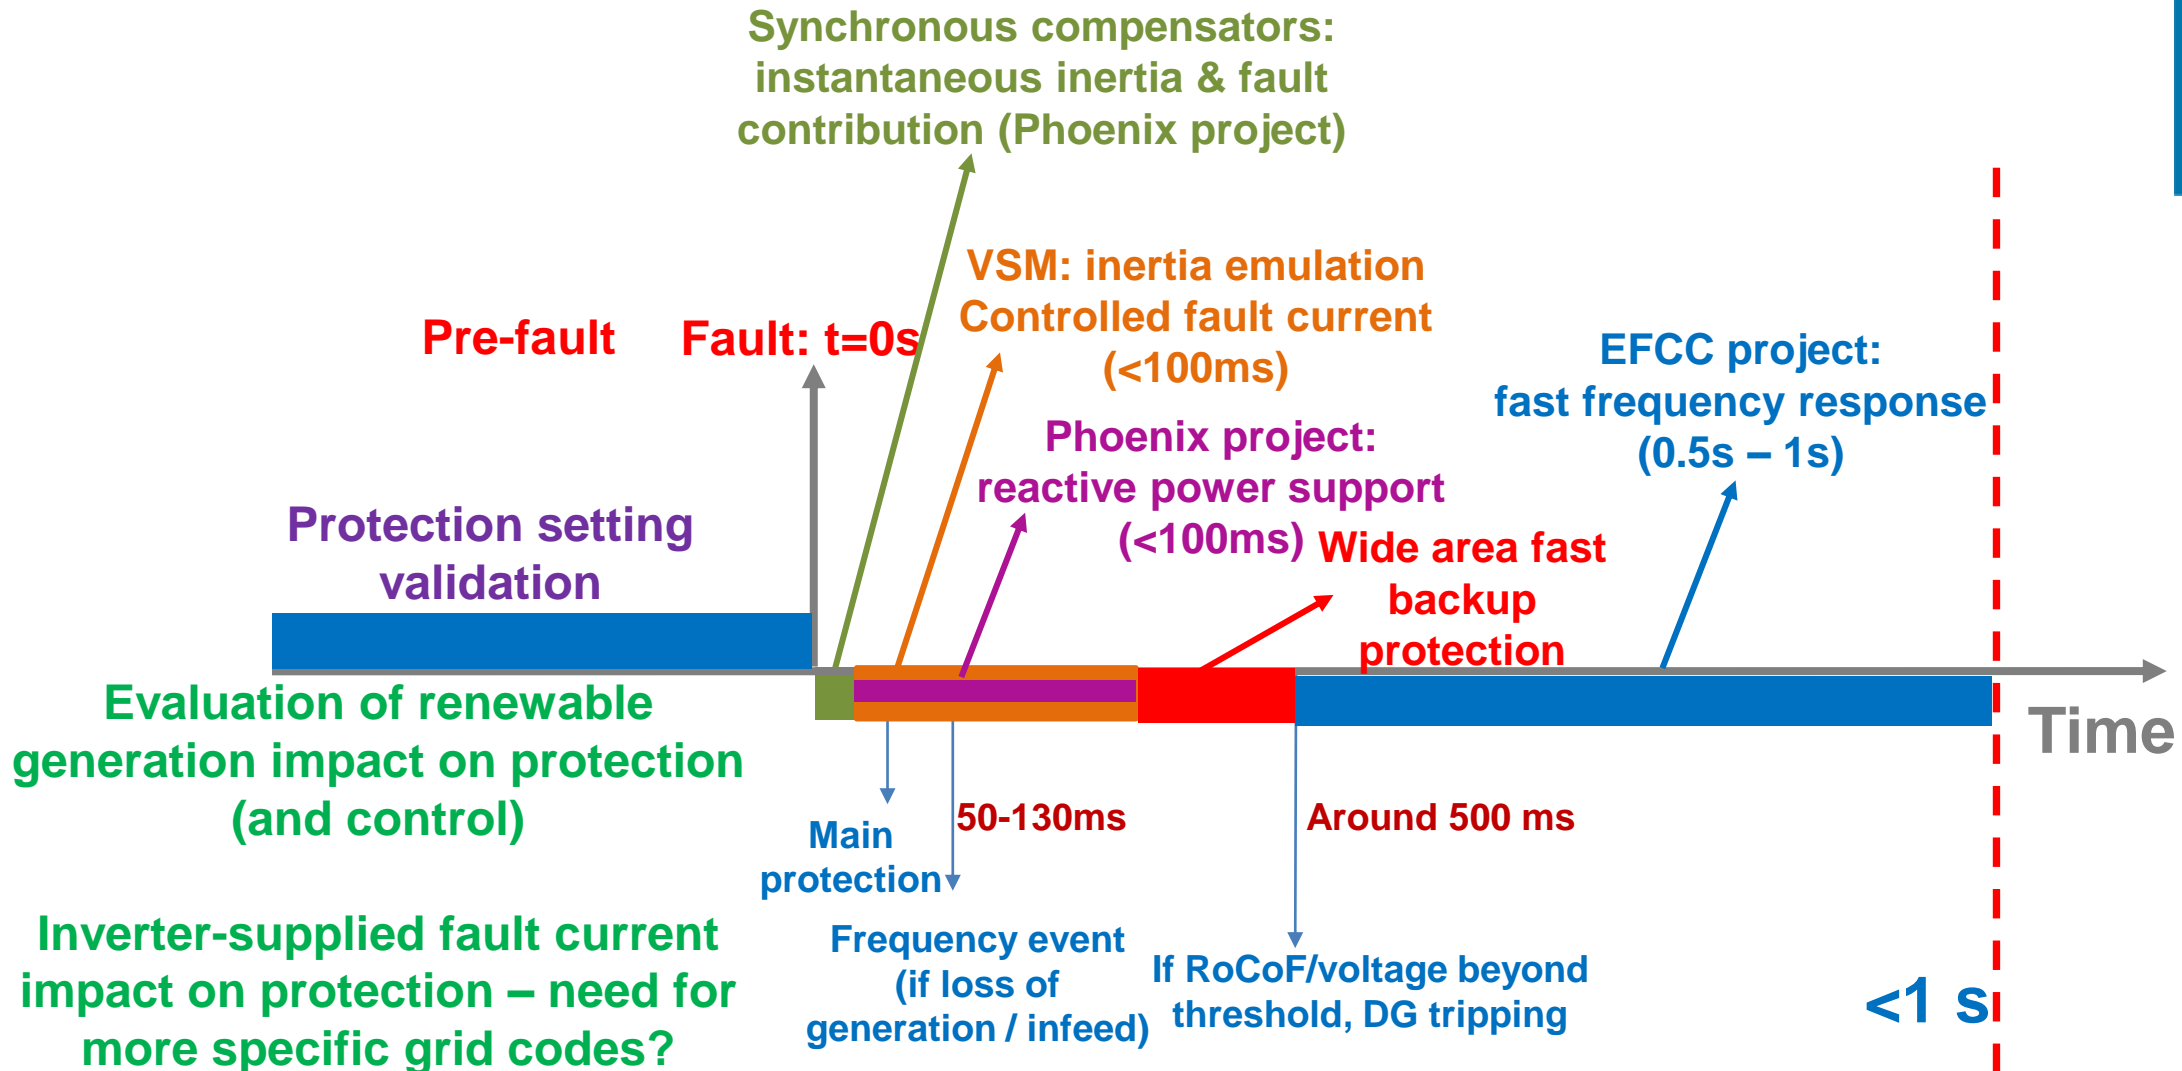 Synchronous compensators:
instantaneous inertia & fault
contribution (Phoenix project)
VSM: inertia emulation
Controlled fault current
(<100ms)
Pre-fault
Fault: t=0s
EFCC project:
fast frequency response
(0.5s – 1s)
Phoenix project:
reactive power support
(<100ms)
Protection setting
validation
Wide area fast
backup
protection
Time
Evaluation of renewable
generation impact on protection
(and control)
Main
protection
50-130ms
Around 500 ms
Inverter-supplied fault current
impact on protection – need for
more specific grid codes?
Frequency event
(if loss of
generation / infeed)
If RoCoF/voltage beyond
threshold, DG tripping
<1 s